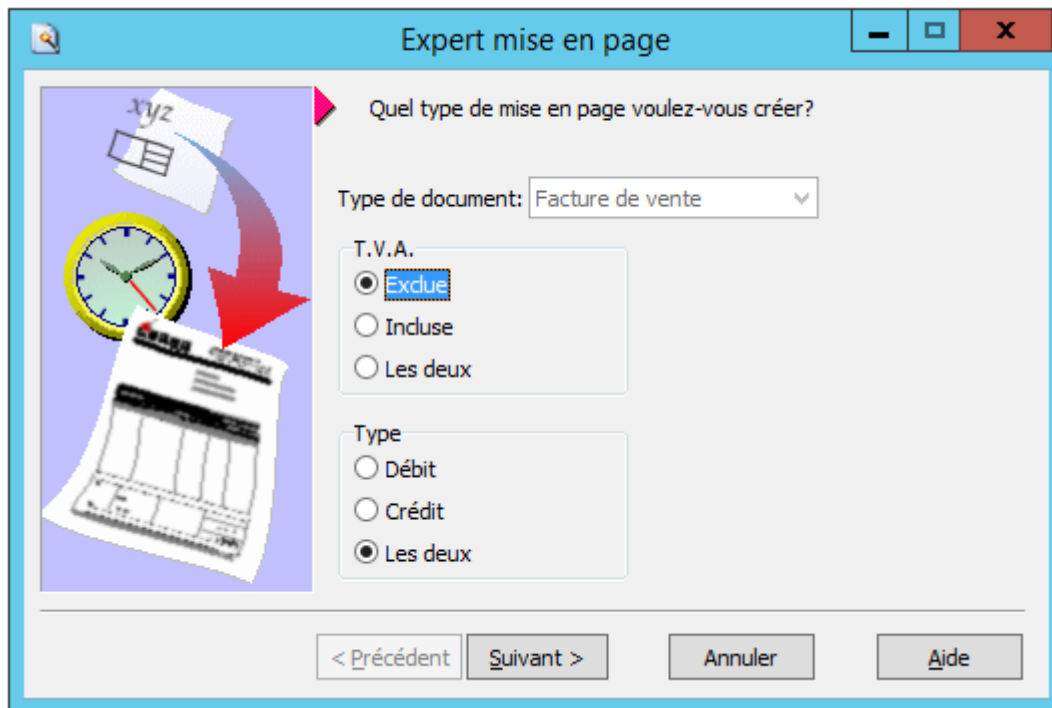 Expert mise en page
xyz
Quel type de mise en page voulez-vous créer?
Type de document: Facture de vente
T.V.A.
Exclue
Incluse
Les deux
Type
Débit
Crédit
Les deux
< Précédent Suivant > Annuler Aide